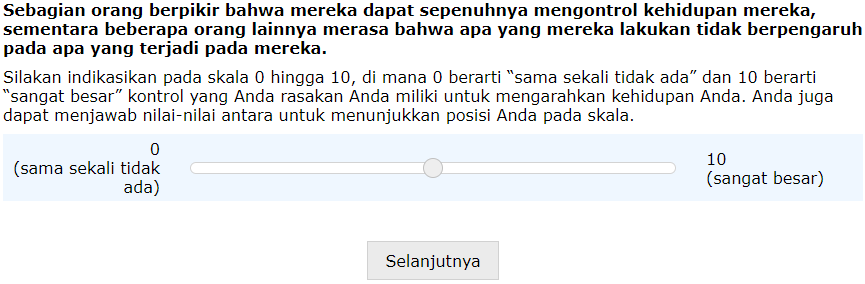 Sebagian orang berpikir bahwa mereka dapat sepenuhnya mengontrol kehidupan mereka,
sementara beberapa orang lainnya merasa bahwa apa yang mereka lakukan tidak berpengaruh
pada apa yang terjadi pada mereka.
Silakan indikasikan pada skala 0 hingga 10, di mana 0 berarti “sama sekali tidak ada” dan 10 berarti
“sangat besar” kontrol yang Anda rasakan Anda miliki untuk mengarahkan kehidupan Anda. Anda juga
dapat menjawab nilai-nilai antara untuk menunjukkan posisi Anda pada skala.
0
(sama sekali tidak
ada)
10
(sangat besar)
Selanjutnya